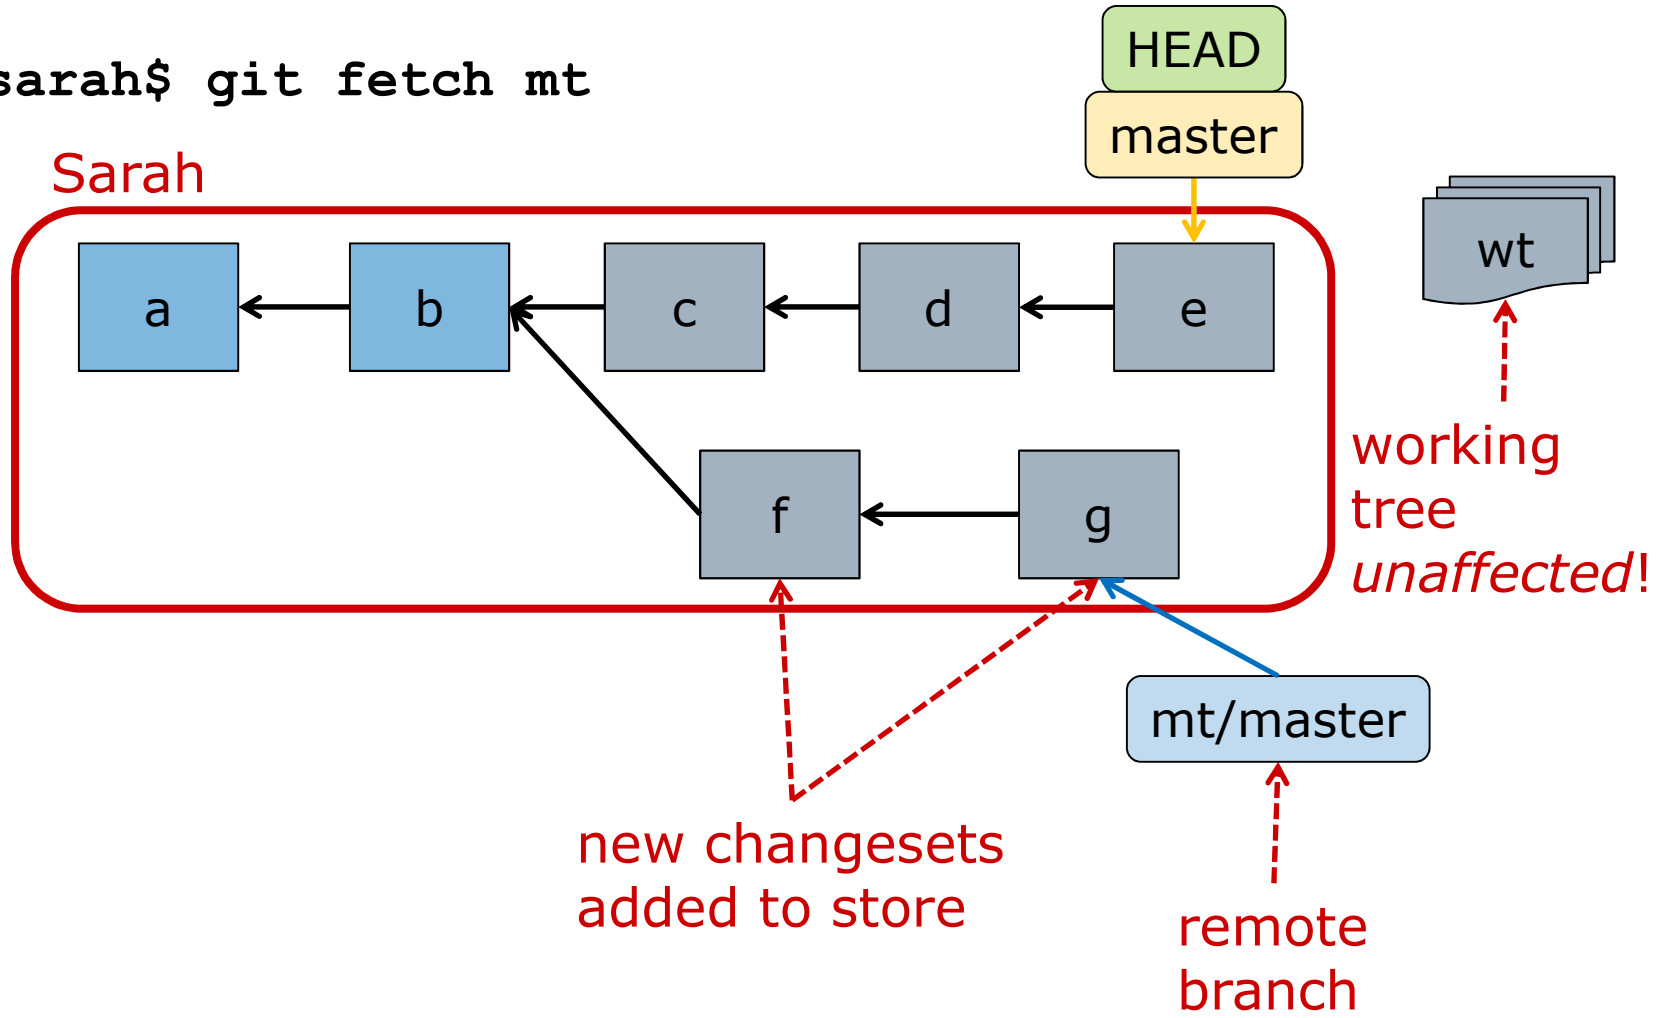 HEAD
sarah$ git fetch mt
master
Sarah
wt
a
b
c
d
e
working
tree
unaffected!
f
g
mt/master
new changesets
added to store
remote
branch